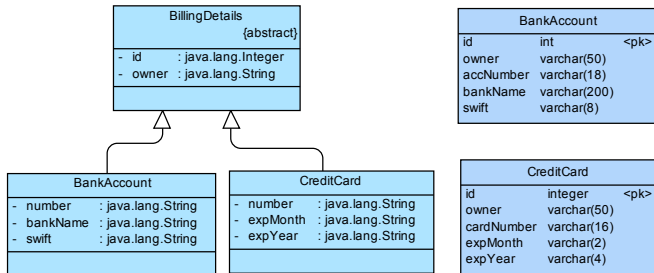 BillingDetails
{abstract}
- id : java.lang.Integer
- owner : java.lang.String
BankAccount
- number : java.lang.String
- bankName : java.lang.String
- swift : java.lang.String
CreditCard
- number : java.lang.String
- expMonth : java.lang.String
- expYear : java.lang.String
BankAccount
id int <pk>
owner varchar(50)
accNumber varchar(18)
bankName varchar(200)
swift varchar(8)
CreditCard
id integer <pk>
owner varchar(50)
cardNumber varchar(16)
expMonth varchar(2)
expYear varchar(4)